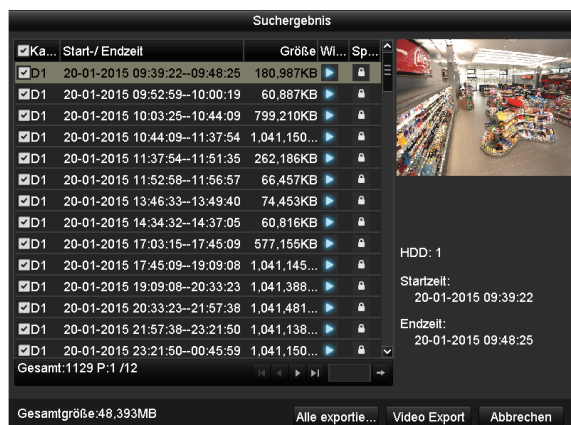 Suchergebnis
Ka... Start-/ Endzeit Größe Wi... Sp...
D1 20-01-2015 09:39:22--09:48:25 180,987KB
D1 20-01-2015 09:52:59--10:00:19 60,887KB
D1 20-01-2015 10:03:25--10:44:09 799,210KB
D1 20-01-2015 10:44:09--11:37:54 1,041,150...
D1 20-01-2015 11:37:54--11:51:35 262,186KB
D1 20-01-2015 11:52:58--11:56:57 66,457KB
D1 20-01-2015 13:46:33--13:49:40 74,453KB
D1 20-01-2015 14:34:32--14:37:05 60,816KB
D1 20-01-2015 17:03:15--17:45:09 577,155KB
D1 20-01-2015 17:45:09--19:09:08 1,041,145...
D1 20-01-2015 19:09:08--20:33:23 1,041,388...
D1 20-01-2015 20:33:23--21:57:38 1,041,481...
D1 20-01-2015 21:57:38--23:21:50 1,041,138...
D1 20-01-2015 23:21:50--00:45:59 1,041,150...
Gesamt:1129 P:1 /12
HDD: 1
Startzeit:
20-01-2015 09:39:22
Endzeit:
20-01-2015 09:48:25
Gesamtgröße:48,393MB
Alle exportie... Video Export Abbrechen